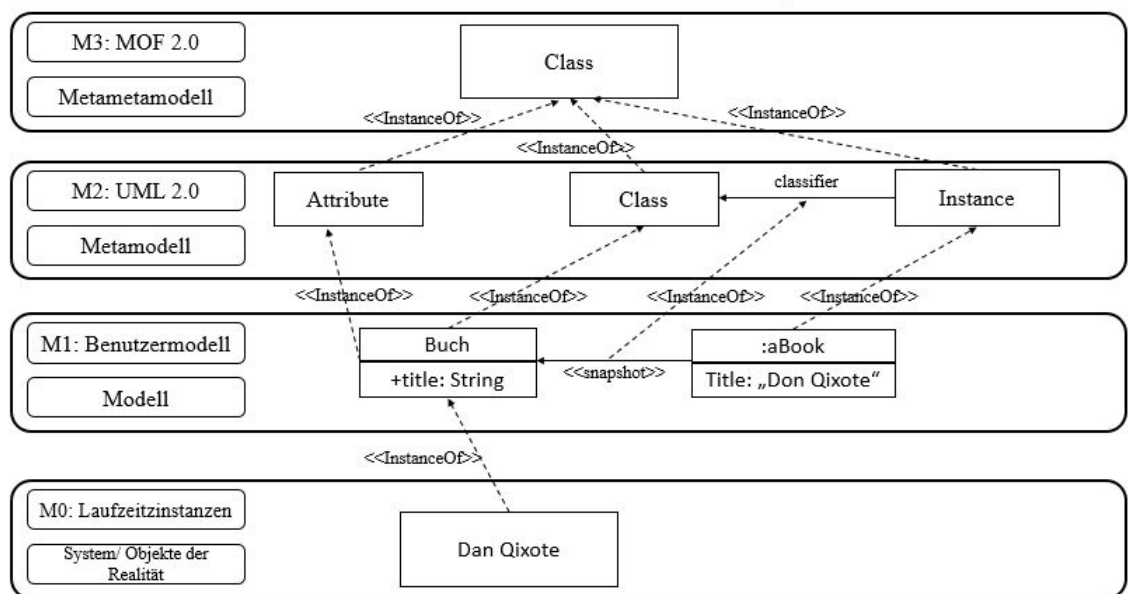 M3: MOF 2.0
Metametamodell
Class
<<InstanceOf>>
<<InstanceOf>>
<<InstanceOf>>
M2: UML 2.0
Metamodell
Attribute
Class
classifier
Instance
<<InstanceOf>>
<<InstanceOf>>
<<InstanceOf>>
<<InstanceOf>>
M1: Benutzermodell
Modell
Buch
+title: String
<<snapshot>>
:aBook
Title: „Don Qixote“
<<InstanceOf>>
M0: Laufzeitzinstanzen
System/ Objekte der
Realität
Dan Qixote